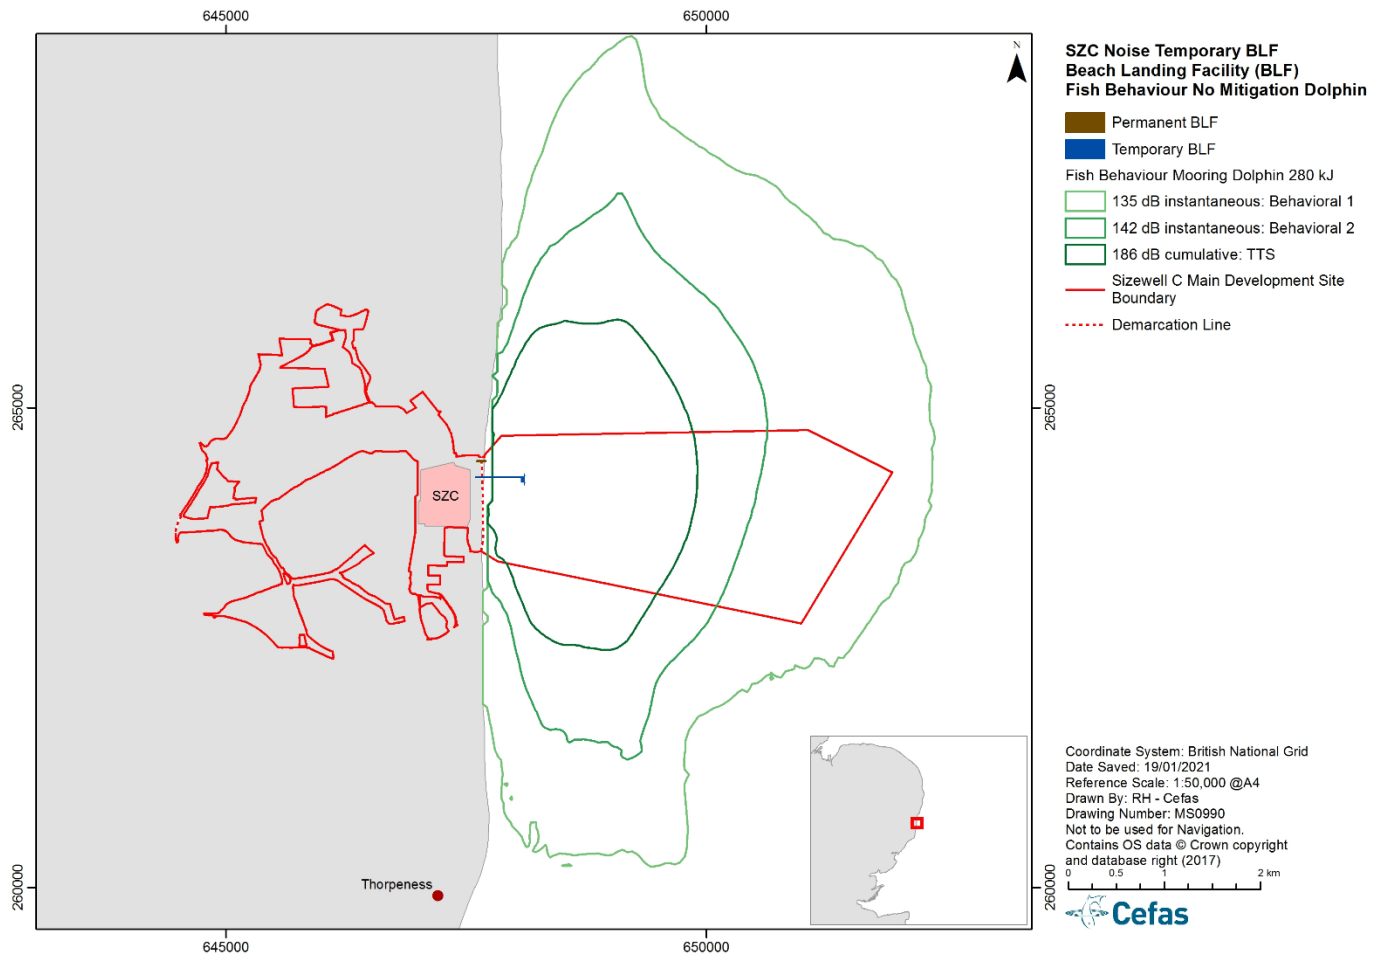 645000
650000
N
SZC Noise Temporary BLF
Beach Landing Facility (BLF)
Fish Behaviour No Mitigation Dolphin
Permanent BLF
Temporary BLF
Fish Behaviour Mooring Dolphin 280 kJ
135 dB instantaneous: Behavioral 1
142 dB instantaneous: Behavioral 2
186 dB cumulative: TTS
Sizewell C Main Development Site
Boundary
Demarcation Line
265000
265000
SZC
Thorpeness
260000
260000
645000
650000
Coordinate System: British National Grid
Date Saved: 19/01/2021
Reference Scale: 1:50,000 @A4
Drawn By: RH - Cefas
Drawing Number: MS0990
Not to be used for Navigation.
Contains OS data © Crown copyright
and database right (2017)
0 0.5 1 2 km
Cefas